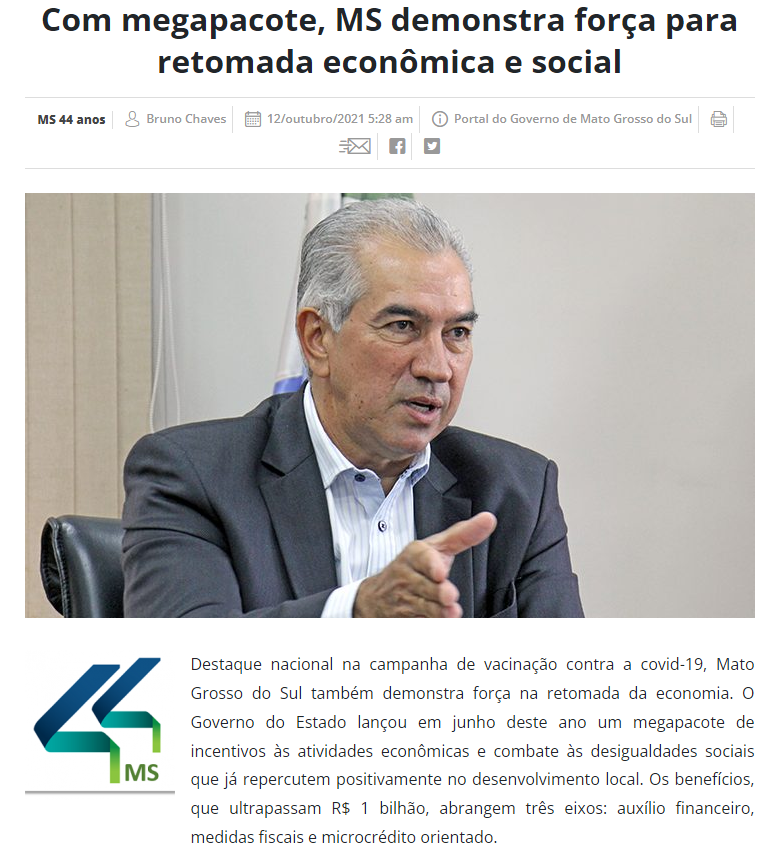 Com megapacote, MS demonstra força para
retomada econômica e social
MS 44 anos Bruno Chaves 12/outubro/2021 5:28 am Portal do Governo de Mato Grosso do Sul
44
MS
Destaque nacional na campanha de vacinação contra a covid-19, Mato
Grosso do Sul também demonstra força na retomada da economia. O
Governo do Estado lançou em junho deste ano um megapacote de
incentivos às atividades econômicas e combate às desigualdades sociais
que já repercutem positivamente no desenvolvimento local. Os benefícios,
que ultrapassam R$ 1 bilhão, abrangem três eixos: auxílio financeiro,
medidas fiscais e microcrédito orientado.